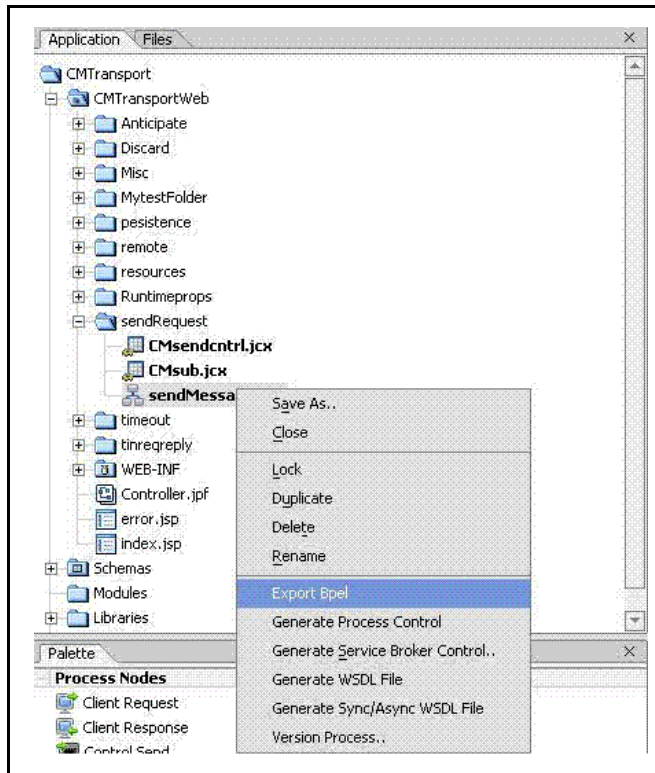 Application Files
CMTransport
CMTransportWeb
Anticipate
Discard
Misc
MytestFolder
pesistence
remote
resources
Runtimeprops
sendRequest
CMsendcntrl.jcx
CMsub.jcx
sendMessa
timeout
tinreqreply
WEB-INF
Controller.jpf
error.jsp
index.jsp
Schemas
Modules
Libraries
Save As..
Close
Lock
Duplicate
Delete
Rename
Export Bpel
Generate Process Control
Generate Service Broker Control..
Generate WSDL File
Generate Sync/Async WSDL File
Version Process..
Palette
Process Nodes
Client Request
Client Response
Control Send